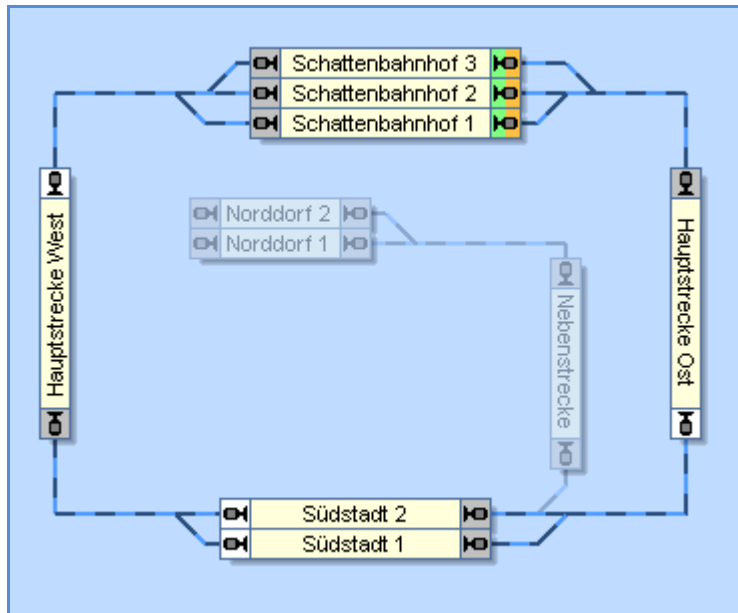 Schattenbahnhof 3
Schattenbahnhof 2
Schattenbahnhof 1
Hauptstrecke West
Norddorf 2
Norddorf 1
Nebenstrecke
Hauptstrecke Ost
Südstadt 2
Südstadt 1